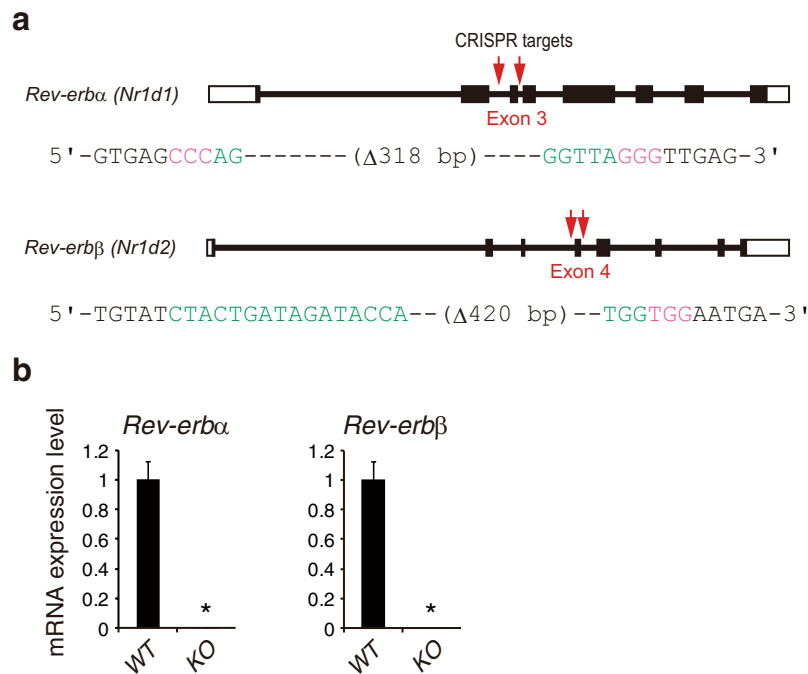 a
CRISPR targets
Rev-erbα (Nr1d1)
Exon 3
5'-GTGAGCCCAG-------(Δ318 bp)----GGTTAGGGTTGAG-3'
Rev-erbβ (Nr1d2)
Exon 4
5'-TGTATCTACTGATAGATACCA--(Δ420 bp)--TGGTGGAATGA-3'
b
Rev-erbα
Rev-erbβ
mRNA expression level
1.2
1
0.8
0.6
0.4
0.2
0
*
WT
KO
1.2
1
0.8
0.6
0.4
0.2
0
*
WT
KO